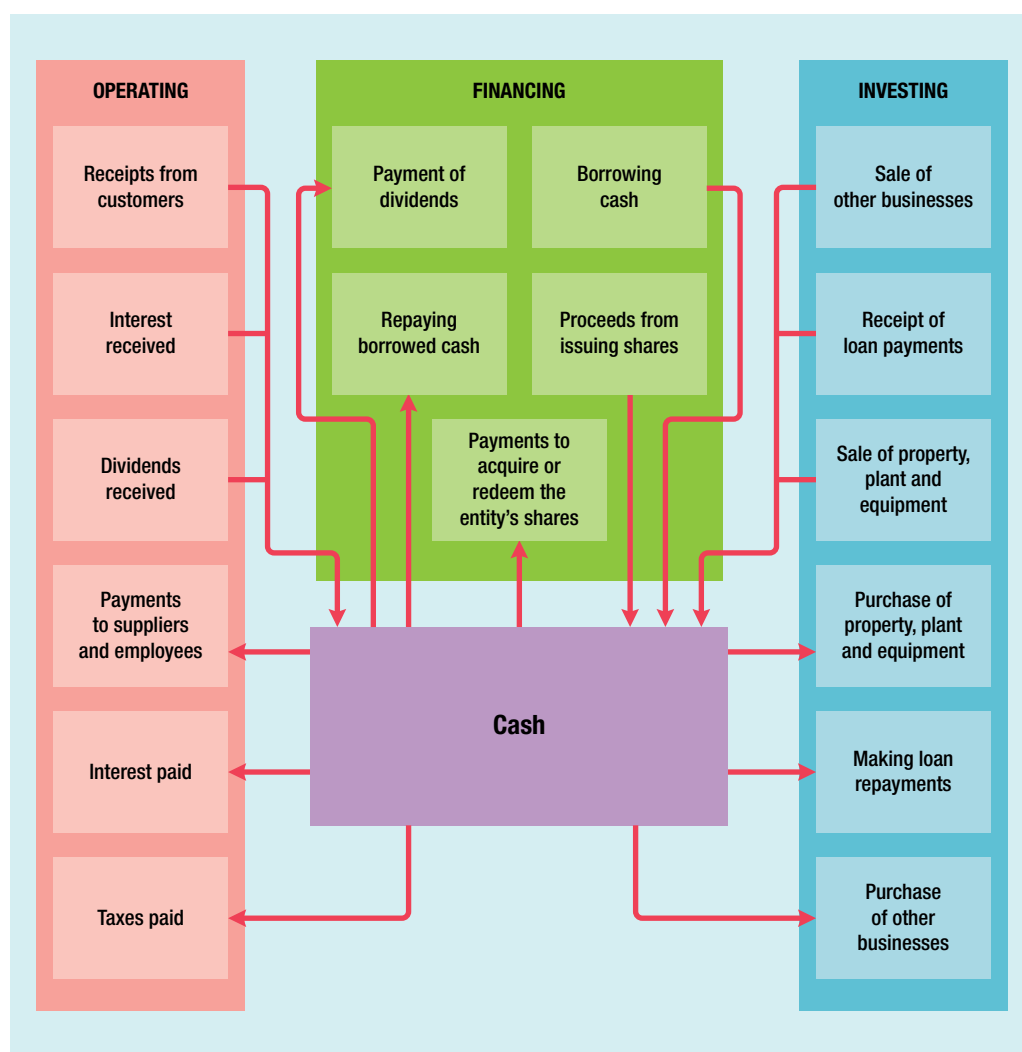 OPERATING
Receipts from
customers
Interest
received
Dividends
received
Payments
to suppliers
and employees
Interest paid
Taxes paid
FINANCING
Payment of
dividends
Borrowing
cash
Repaying
borrowed cash
Proceeds from
issuing shares
Payments to
acquire or
redeem the
entity’s shares
Cash
INVESTING
Sale of
other businesses
Receipt of
loan payments
Sale of property,
plant and
equipment
Purchase of
property, plant
and equipment
Making loan
repayments
Purchase
of other
businesses